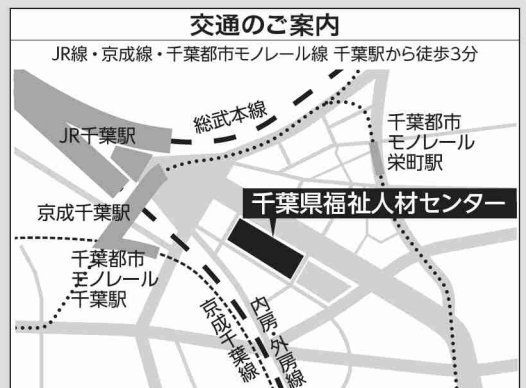 交通のご案内
JR線・京成線・千葉都市モノレール線 千葉駅から徒歩3分
総武本線
JR千葉駅
千葉都市
モノレール
栄町駅
千葉県福祉人材センター
京成千葉駅
千葉都市
モノレール
千葉駅
京成千葉線
内房・外房線